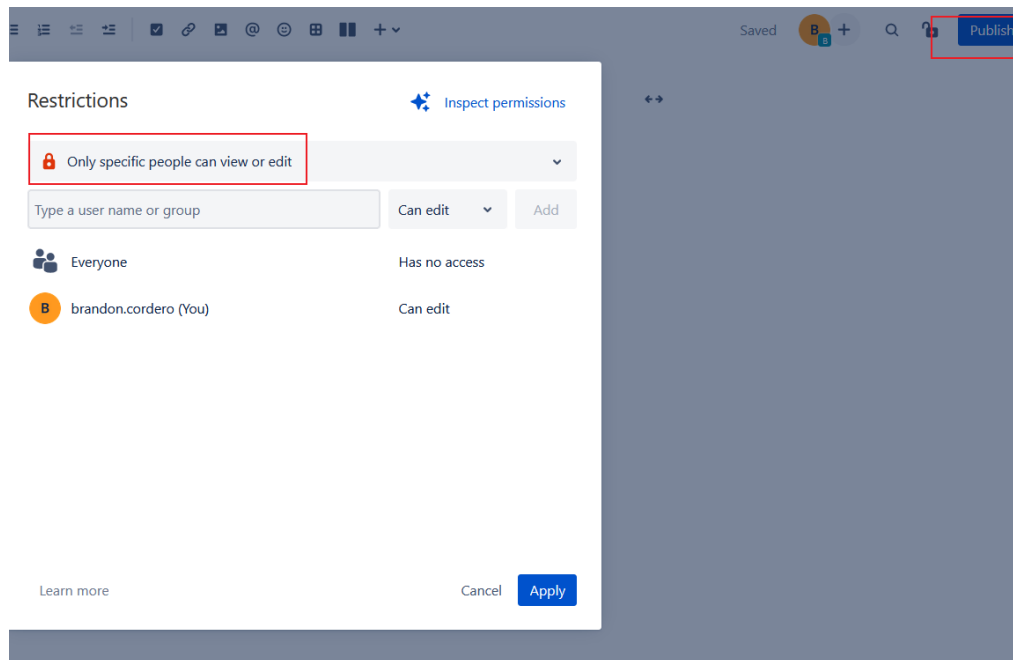 Saved
B
B
Publish
Restrictions
Inspect permissions
Only specific people can view or edit
Type a user name or group
Can edit
Add
Everyone
Has no access
B
brandon.cordero (You)
Can edit
Learn more
Cancel
Apply